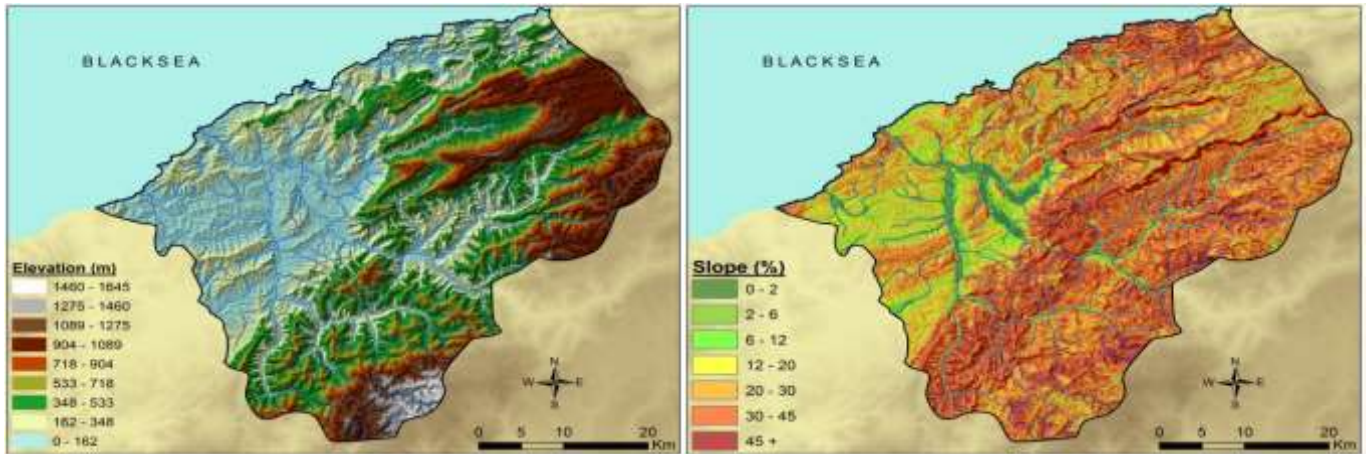 BLACKSEA
Elevation (m)
1460 - 1645
1275 - 1460
1089 - 1275
904 - 1089
718 - 904
533 - 718
348 - 533
162 - 348
0 - 162
N
W E
S
0 5 10 20
Km
BLACKSEA
Slope (%)
0 - 2
2 - 6
6 - 12
12 - 20
20 - 30
30 - 45
45 +
N
W E
S
0 5 10 20
Km